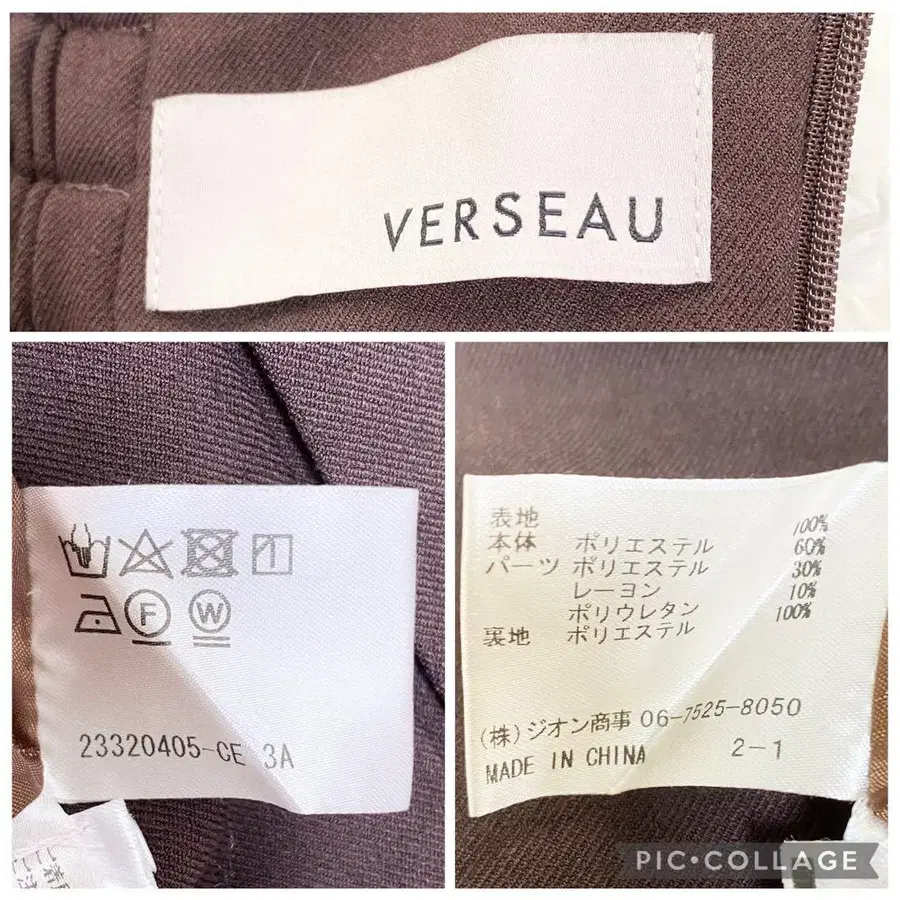 VERSEAU
F W
23320405-CE 3A
表地
本体 ポリエステル 100%
パーツ ポリエステル 60%
レーヨン 30%
ポリウレタン 10%
裏地 ポリエステル 100%
(株)ジオン商事 06-7525-8050
MADE IN CHINA 2-1
PIC•COLLAGE